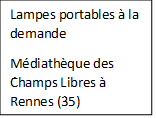 Lampes portables à la
demande
Médiathèque des
Champs Libres à
Rennes (35)